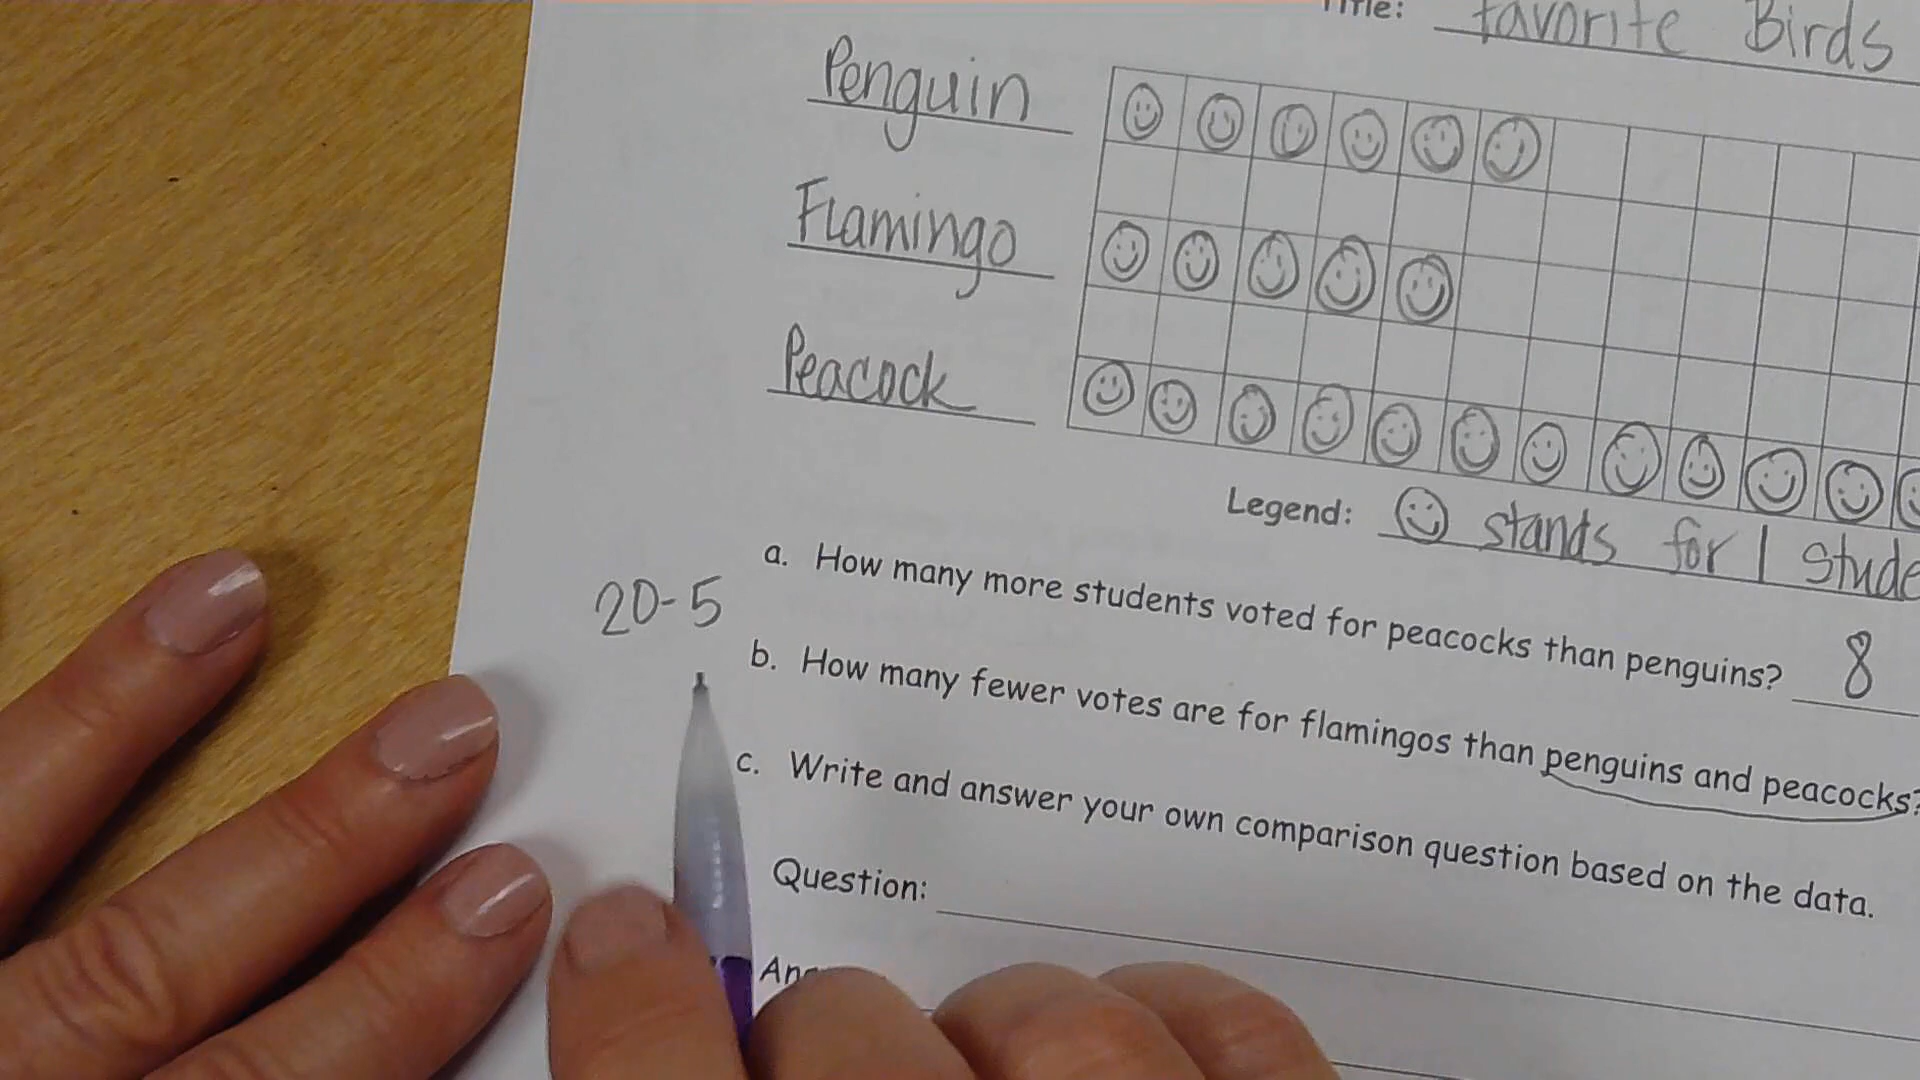 Title: favorite Birds
Penguin
Flamingo
Peacock
Legend: stands for 1 stude
a. How many more students voted for peacocks than penguins? 8
20-5
b. How many fewer votes are for flamingos than penguins and peacocks?
c. Write and answer your own comparison question based on the data.
Question: